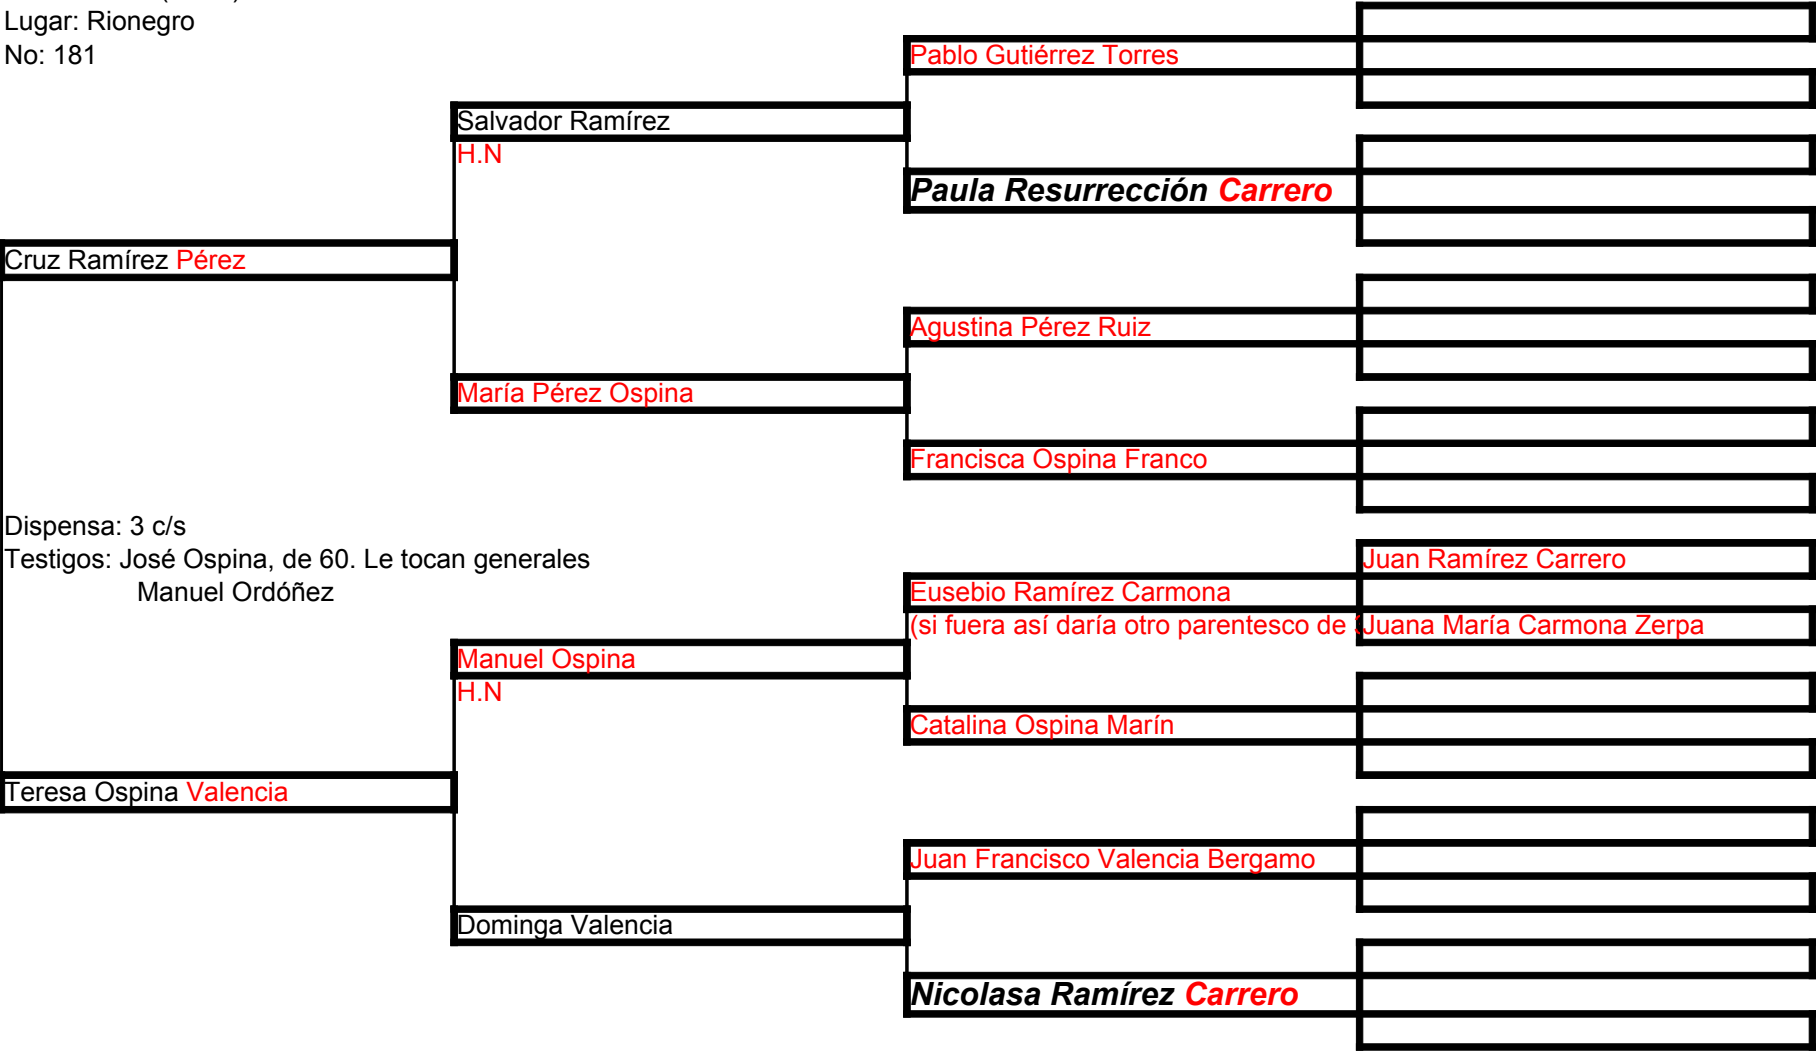 Lugar: Rionegro
No: 181
Pablo Gutiérrez Torres
Salvador Ramírez
H.N
Paula Resurrección Carrero
Cruz Ramírez Pérez
Agustina Pérez Ruiz
María Pérez Ospina
Francisca Ospina Franco
Dispensa: 3 c/s
Testigos: José Ospina, de 60. Le tocan generales
Manuel Ordóñez
Juan Ramírez Carrero
Eusebio Ramírez Carmona
(si fuera así daría otro parentesco de
Juana María Carmona Zerpa
Manuel Ospina
H.N
Catalina Ospina Marín
Teresa Ospina Valencia
Juan Francisco Valencia Bergamo
Dominga Valencia
Nicolasa Ramírez Carrero